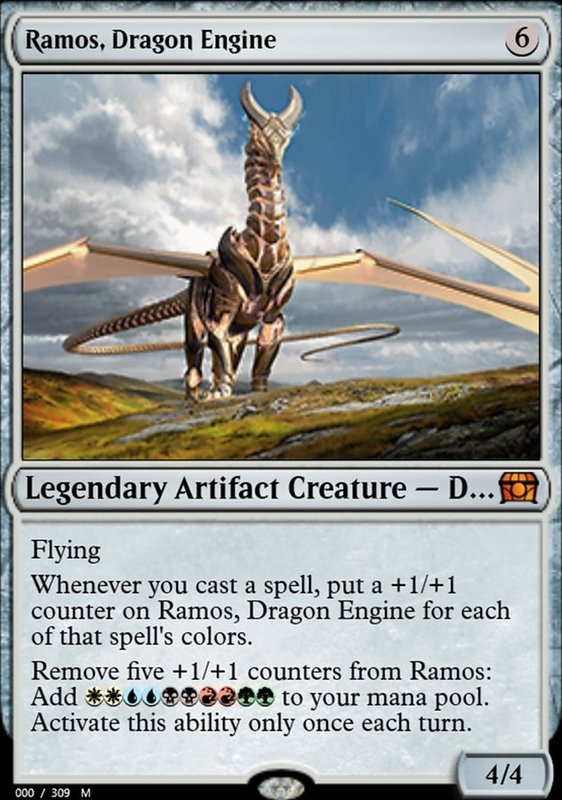 Ramos, Dragon Engine 6
Legendary Artifact Creature — D...
Flying
Whenever you cast a spell, put a +1/+1
counter on Ramos, Dragon Engine for each
of that spell's colors.
Remove five +1/+1 counters from Ramos:
Add to your mana pool.
Activate this ability only once each turn.
4/4
000 / 309 M